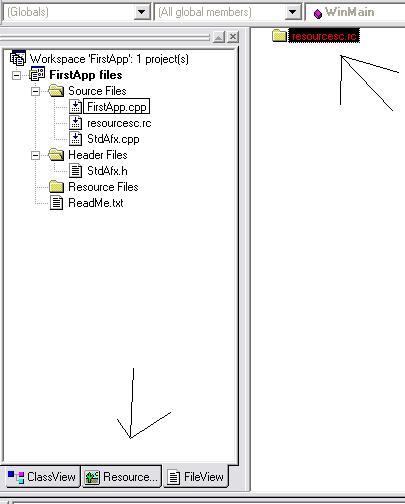 (Globals) (All global members) WinMain
resourcesc.rc
Workspace 'FirstApp': 1 project(s)
FirstApp files
Source Files
FirstApp.cpp
resourcesc.rc
StdAfx.cpp
Header Files
StdAfx.h
Resource Files
ReadMe.txt
ClassView Resource... FileView